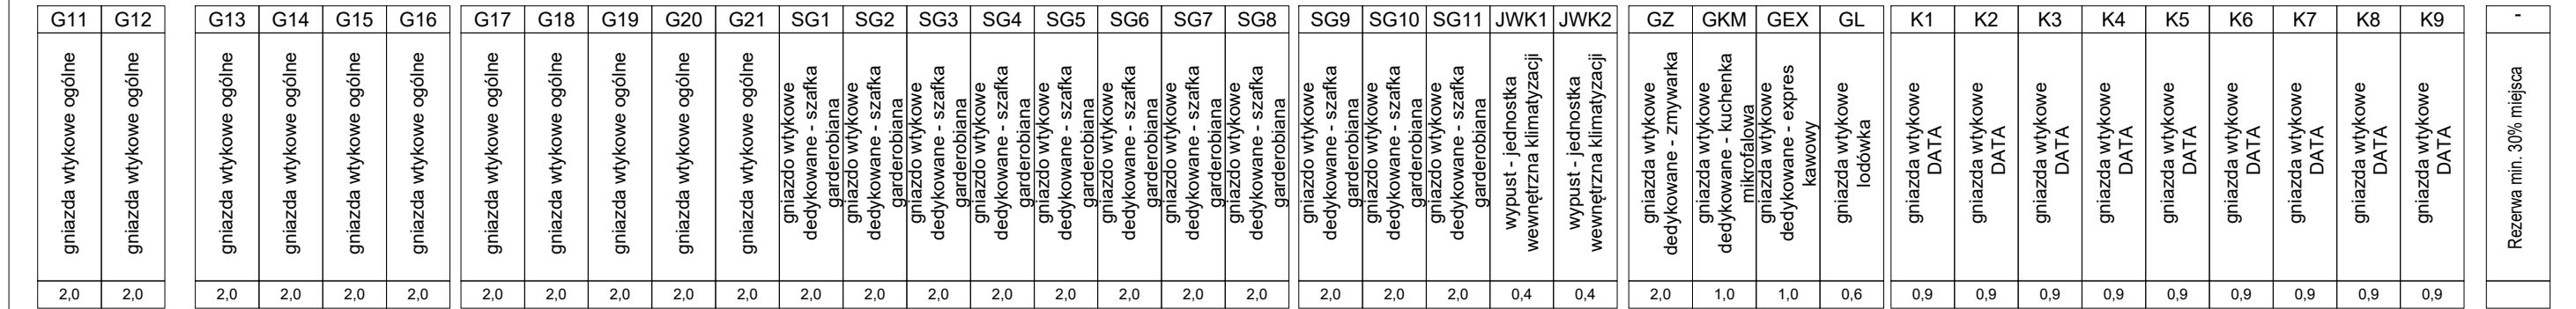 G11 G12 G13 G14 G15 G16 G17 G18 G19 G20 G21 SG1 SG2 SG3 SG4 SG5 SG6 SG7 SG8 SG9 SG10 SG11 JWK1 JWK2 GZ GKM GEX GL K1 K2 K3 K4 K5 K6 K7 K8 K9 -
gniazda wtykowe ogólne
gniazda wtykowe ogólne
gniazda wtykowe ogólne
gniazda wtykowe ogólne
gniazda wtykowe ogólne
gniazda wtykowe ogólne
gniazda wtykowe ogólne
gniazda wtykowe ogólne
gniazda wtykowe ogólne
gniazda wtykowe ogólne
gniazda wtykowe ogólne
gniazdo wtykowe
dedykowane - szafka
garderobiana
gniazdo wtykowe
dedykowane - szafka
garderobiana
gniazdo wtykowe
dedykowane - szafka
garderobiana
gniazdo wtykowe
dedykowane - szafka
garderobiana
gniazdo wtykowe
dedykowane - szafka
garderobiana
gniazdo wtykowe
dedykowane - szafka
garderobiana
gniazdo wtykowe
dedykowane - szafka
garderobiana
gniazdo wtykowe
dedykowane - szafka
garderobiana
gniazdo wtykowe
dedykowane - szafka
garderobiana
gniazdo wtykowe
dedykowane - szafka
garderobiana
gniazdo wtykowe
dedykowane - szafka
garderobiana
wypust - jednostka
wewnętrzna klimatyzacji
wypust - jednostka
wewnętrzna klimatyzacji
gniazda wtykowe
dedykowane - zmywarka
gniazda wtykowe
dedykowane - kuchenka
mikrofalowa
gniazda wtykowe
dedykowane - expres
kawowy
gniazda wtykowe
lodówka
gniazda wtykowe
DATA
gniazda wtykowe
DATA
gniazda wtykowe
DATA
gniazda wtykowe
DATA
gniazda wtykowe
DATA
gniazda wtykowe
DATA
gniazda wtykowe
DATA
gniazda wtykowe
DATA
gniazda wtykowe
DATA
Rezerwa min. 30% miejsca
2,0 2,0 2,0 2,0 2,0 2,0 2,0 2,0 2,0 2,0 2,0 2,0 2,0 2,0 2,0 2,0 2,0 2,0 2,0 2,0 2,0 2,0 0,4 0,4 2,0 1,0 1,0 0,6 0,9 0,9 0,9 0,9 0,9 0,9 0,9 0,9 0,9